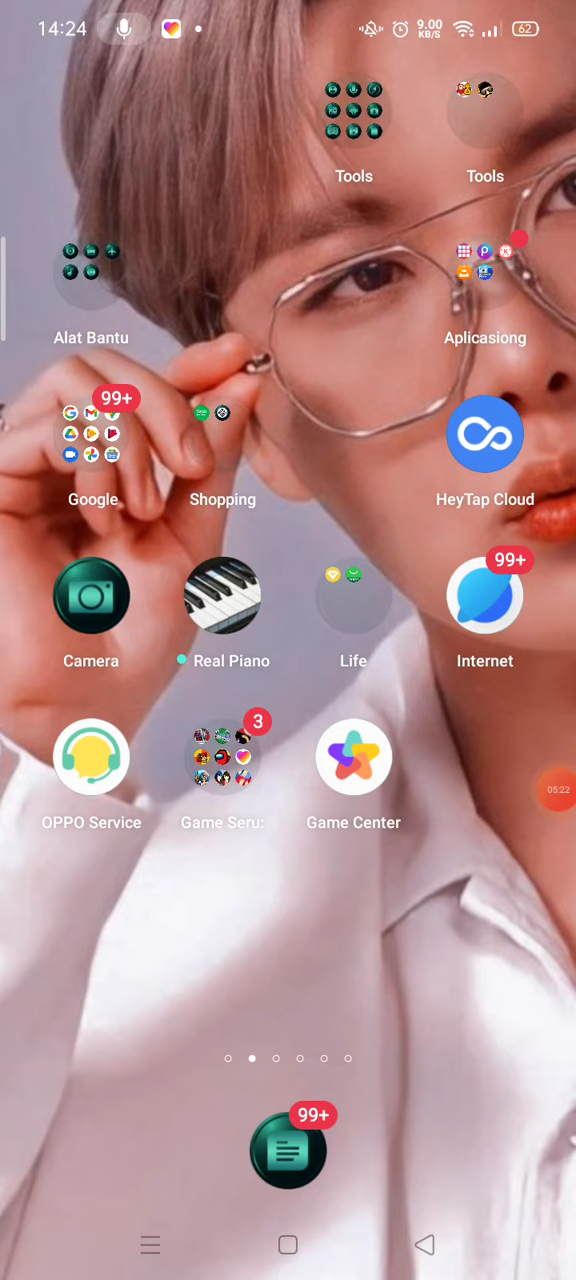 14:24
9.00
KB/S
62
Tools
Tools
Alat Bantu
Aplicasiong
99+
Google
Shopping
HeyTap Cloud
99+
Camera
Real Piano
Life
Internet
3
OPPO Service
Game Seru:
Game Center
05:22
99+